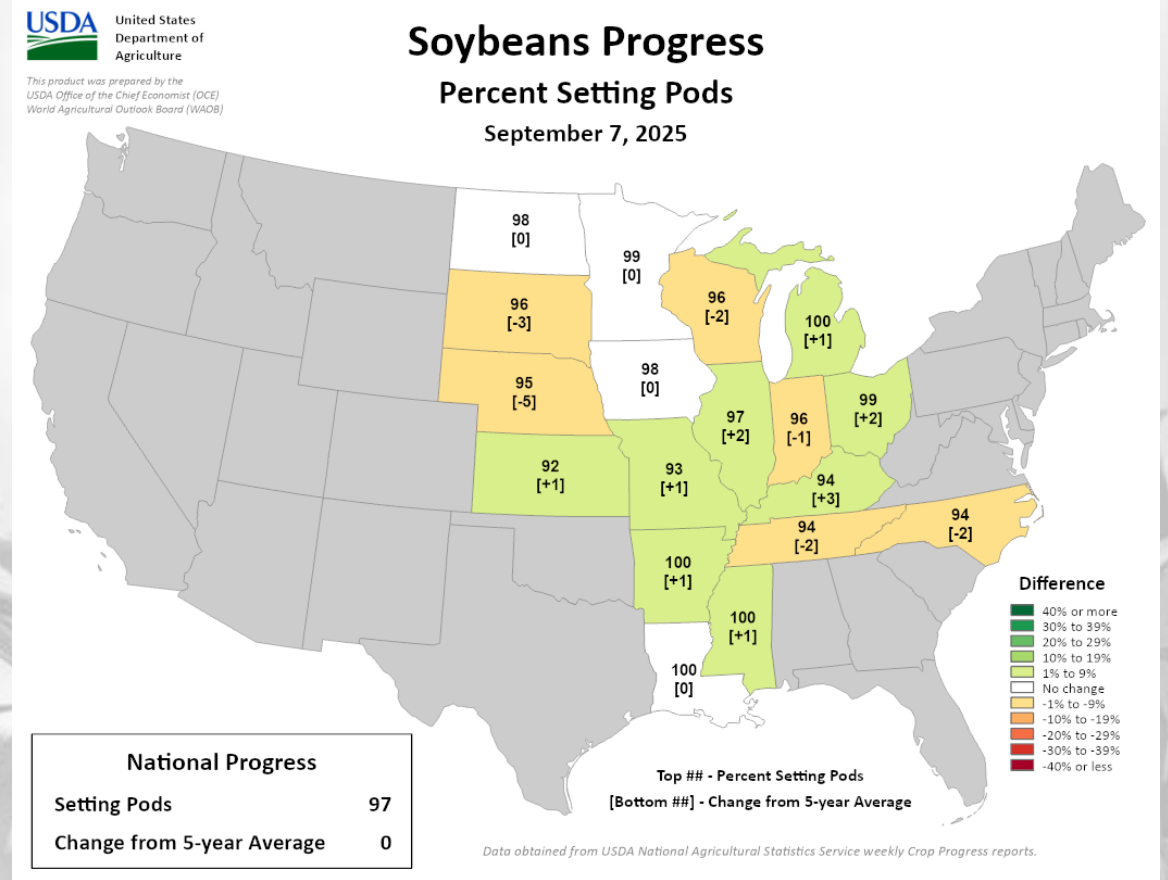 USDA
United States
Department of
Agriculture
This product was prepared by the
USDA Office of the Chief Economist (OCE)
World Agricultural Outlook Board (WAOB)
Soybeans Progress
Percent Setting Pods
September 7, 2025
98
[0]
99
[0]
96
[-3]
96
[-2]
100
[+1]
95
[-5]
98
[0]
97
[+2]
96
[-1]
99
[+2]
92
[+1]
93
[+1]
94
[+3]
94
[-2]
94
[-2]
100
[+1]
100
[+1]
100
[0]
Difference
40% or more
30% to 39%
20% to 29%
10% to 19%
1% to 9%
No change
-1% to -9%
-10% to -19%
-20% to -29%
-30% to -39%
-40% or less
National Progress
Setting Pods 97
Change from 5-year Average 0
Top ## - Percent Setting Pods
[Bottom ##] - Change from 5-year Average
Data obtained from USDA National Agricultural Statistics Service weekly Crop Progress reports.